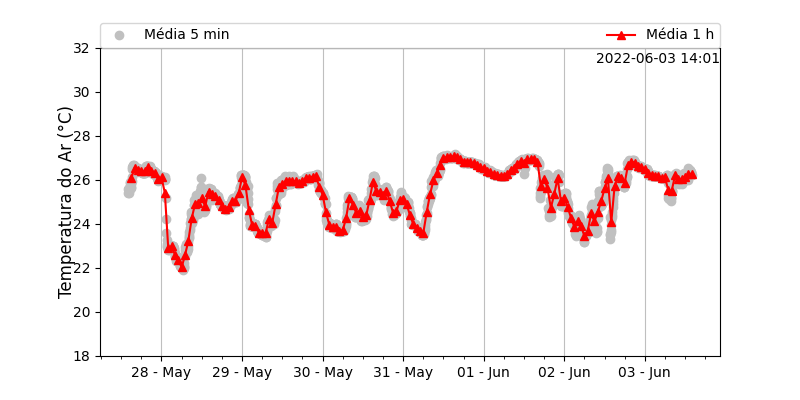 Média 5 min
Média 1 h
2022-06-03 14:01
Temperatura do Ar (°C)
32
30
28
26
24
22
20
18
28 - May
29 - May
30 - May
31 - May
01 - Jun
02 - Jun
03 - Jun